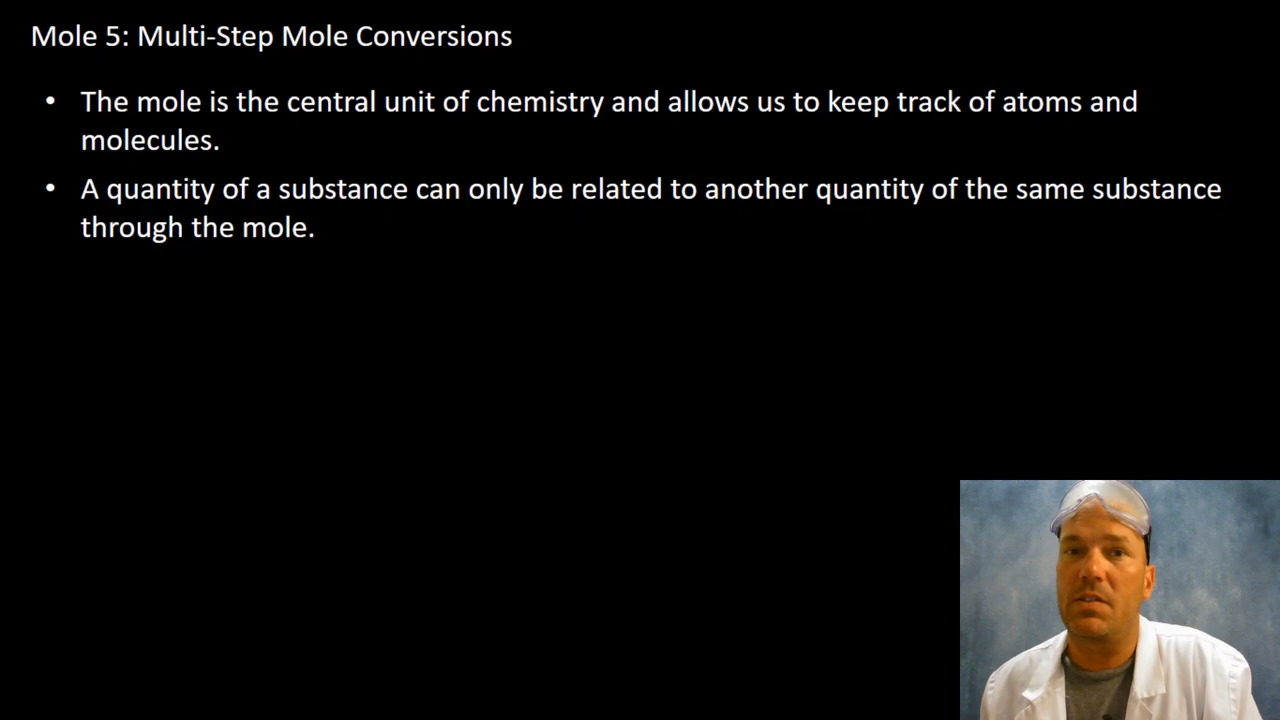 Mole 5: Multi-Step Mole Conversions
• The mole is the central unit of chemistry and allows us to keep track of atoms and
molecules.
• A quantity of a substance can only be related to another quantity of the same substance
through the mole.